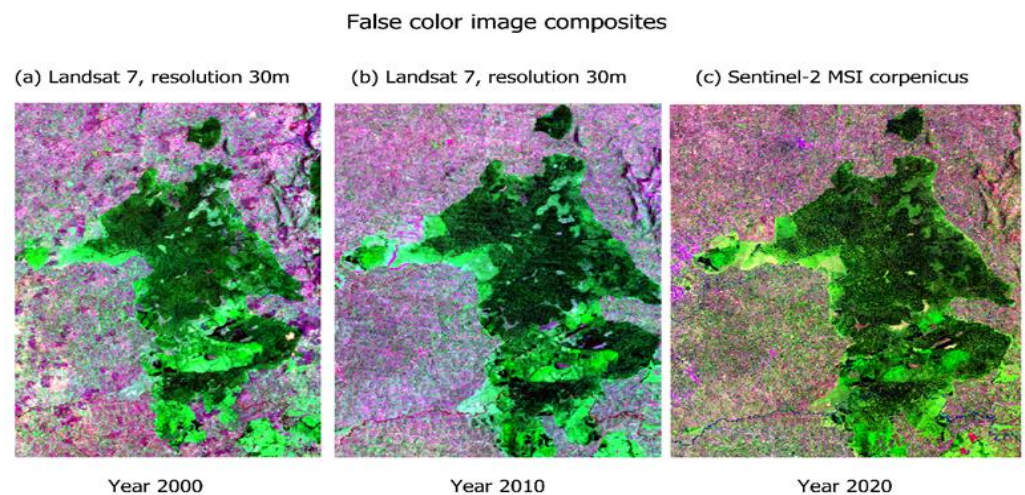 False color image composites
(a) Landsat 7, resolution 30m
(b) Landsat 7, resolution 30m
(c) Sentinel-2 MSI corpenicus
Year 2000
Year 2010
Year 2020